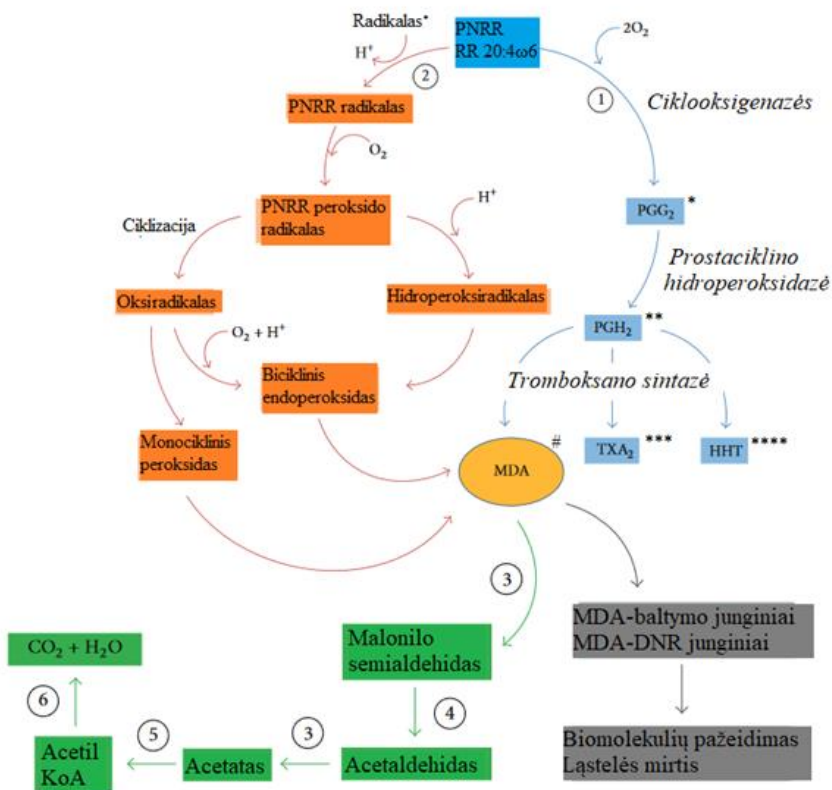 Radikalas•
H⁺
PNRR
RR 20:4ω6
2O₂
②
①
Ciklooksigenazės
PNRR radikalas
O₂
PNRR peroksido
radikalas
H⁺
PGG₂ *
Ciklizacija
Prostaciklino
hidroperoksidazė
Oksiradikalas
Hidroperoksiradikalas
O₂ + H⁺
PGH₂ **
Tromboksano sintazė
Biciklinis
endoperoksidas
Monociklinis
peroksidas
MDA #
TXA₂ ***
HHT ****
③
MDA-baltymo junginiai
MDA-DNR junginiai
Malonilo
semialdehidas
CO₂ + H₂O
⑥
④
Acetil
KoA
⑤
Acetatas
③
Acetaldehidas
Biomolekulių pažeidimas
Ląstelės mirtis